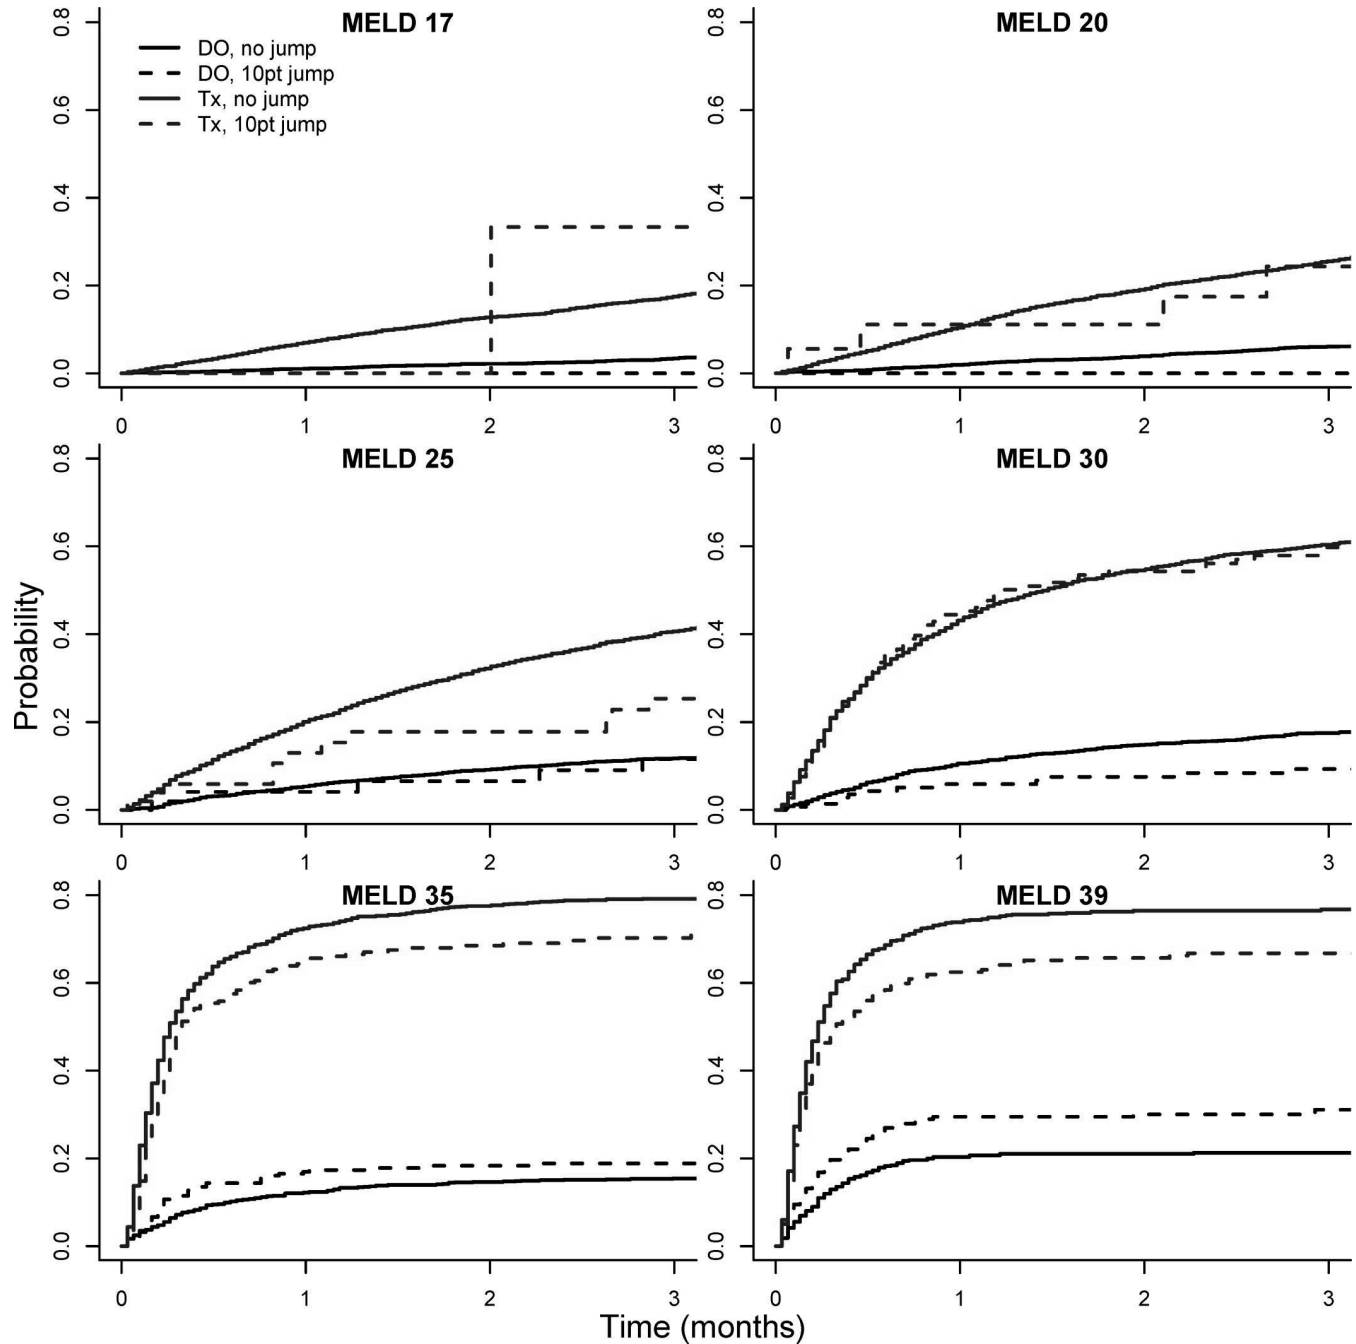 MELD 17
DO, no jump
DO, 10pt jump
Tx, no jump
Tx, 10pt jump
0.0 0.2 0.4 0.6 0.8
0 1 2 3
MELD 20
0.0 0.2 0.4 0.6 0.8
0 1 2 3
MELD 25
0.0 0.2 0.4 0.6 0.8
0 1 2 3
MELD 30
0.0 0.2 0.4 0.6 0.8
0 1 2 3
Probability
MELD 35
0.0 0.2 0.4 0.6 0.8
0 1 2 3
MELD 39
0.0 0.2 0.4 0.6 0.8
0 1 2 3
Time (months)